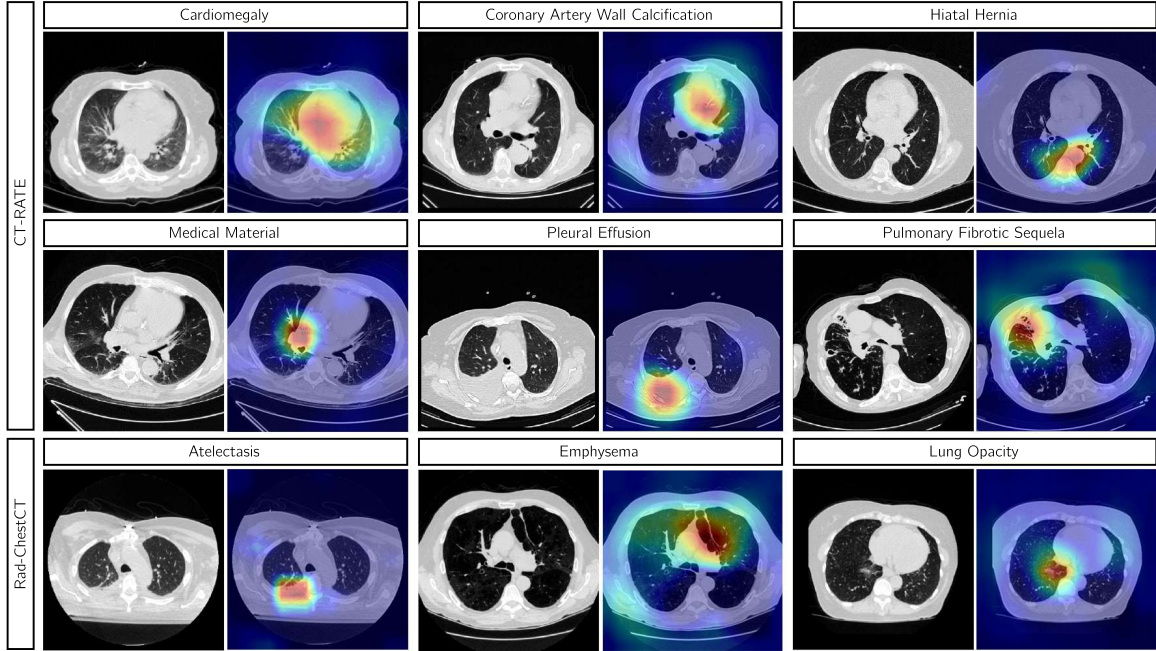 Cardiomegaly
Coronary Artery Wall Calcification
Hiatal Hernia
CT-RATE
Medical Material
Pleural Effusion
Pulmonary Fibrotic Sequela
Rad-ChestCT
Atelectasis
Emphysema
Lung Opacity